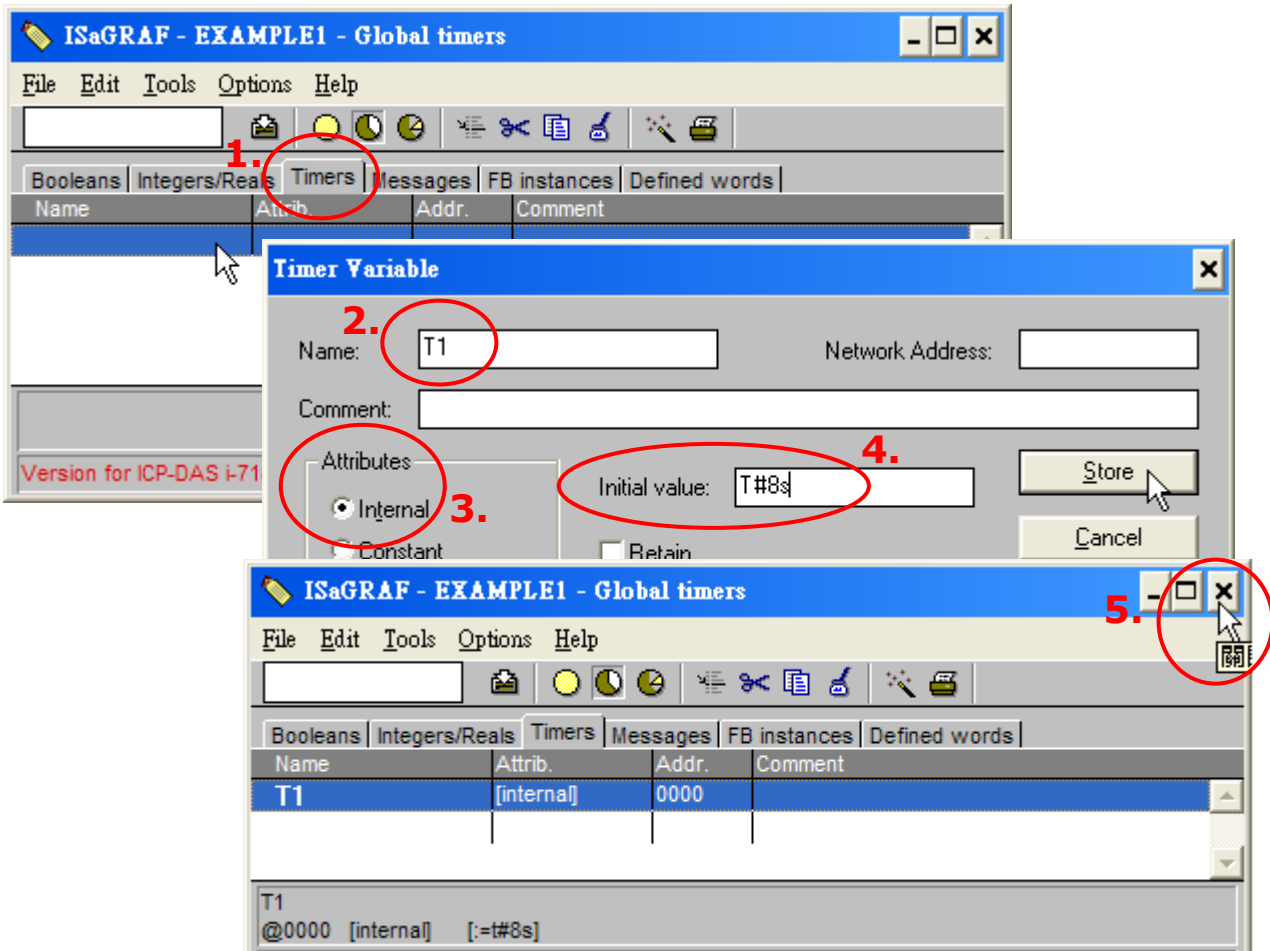 ISaGRAF - EXAMPLE1 - Global timers
File Edit Tools Options Help
1.
Booleans Integers/Reals Timers Messages FB instances Defined words
Name Attrib. Addr. Comment
Version for ICP-DAS i-71
Timer Variable
2.
Name: T1 Network Address:
Comment:
Attributes
Internal
3.
Constant
4.
Initial value: T#8s
Retain
Store
Cancel
ISaGRAF - EXAMPLE1 - Global timers
5.
File Edit Tools Options Help
Booleans Integers/Reals Timers Messages FB instances Defined words
Name Attrib. Addr. Comment
T1 [internal] 0000
T1
@0000 [internal] [:=t#8s]